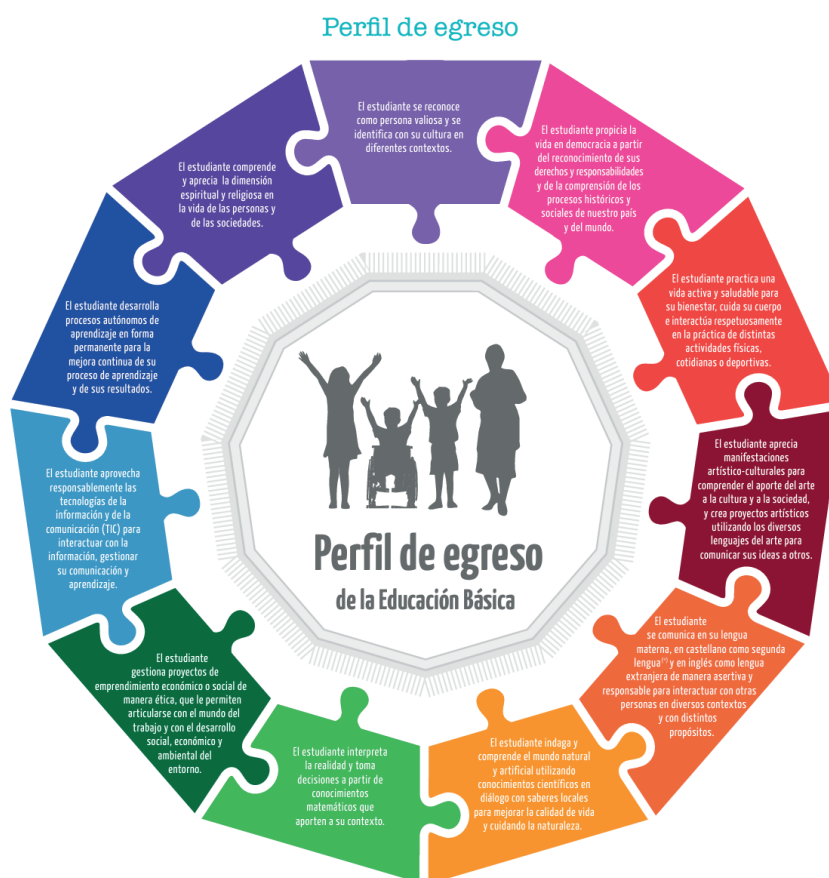 Perfil de egreso
El estudiante se reconoce
como persona valiosa y se
identifica con su cultura en
diferentes contextos.
El estudiante propicia la
vida en democracia a partir
del reconocimiento de sus
derechos y responsabilidades
y de la comprensión de los
procesos históricos y
sociales de nuestro país
y del mundo.
El estudiante practica una
vida activa y saludable para
su bienestar, cuida su cuerpo
e interactúa respetuosamente
en la práctica de distintas
actividades físicas,
cotidianas o deportivas.
El estudiante aprecia
manifestaciones
artístico-culturales para
comprender el aporte del arte
a la cultura y a la sociedad,
y crea proyectos artísticos
utilizando los diversos
lenguajes del arte para
comunicar sus ideas a otros.
El estudiante
se comunica en su lengua
materna, en castellano como segunda
lengua(*) y en inglés como lengua
extranjera de manera asertiva y
responsable para interactuar con otras
personas en diversos contextos
y con distintos
propósitos.
El estudiante indaga y
comprende el mundo natural
y artificial utilizando
conocimientos científicos en
diálogo con saberes locales
para mejorar la calidad de vida
y cuidando la naturaleza.
El estudiante interpreta
la realidad y toma
decisiones a partir de
conocimientos
matemáticos que
aporten a su contexto.
El estudiante
gestiona proyectos de
emprendimiento económico o social de
manera ética, que le permiten
articularse con el mundo del
trabajo y con el desarrollo
social, económico y
ambiental del
entorno.
El estudiante aprovecha
responsablemente las
tecnologías de la
información y de la
comunicación (TIC) para
interactuar con la
información, gestionar
su comunicación y
aprendizaje.
El estudiante desarrolla
procesos autónomos de
aprendizaje en forma
permanente para la
mejora continua de su
proceso de aprendizaje
y de sus resultados.
El estudiante comprende
y aprecia la dimensión
espiritual y religiosa en
la vida de las personas y
de las sociedades.
Perfil de egreso
de la Educación Básica